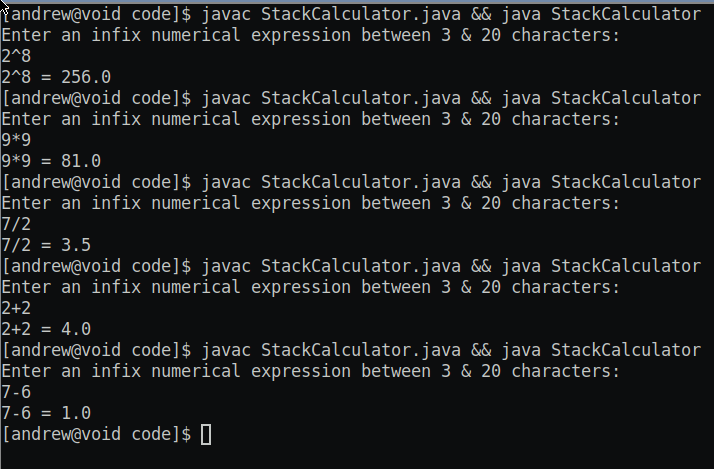 [andrew@void code]$ javac StackCalculator.java && java StackCalculator
Enter an infix numerical expression between 3 & 20 characters:
2^8
2^8 = 256.0
[andrew@void code]$ javac StackCalculator.java && java StackCalculator
Enter an infix numerical expression between 3 & 20 characters:
9*9
9*9 = 81.0
[andrew@void code]$ javac StackCalculator.java && java StackCalculator
Enter an infix numerical expression between 3 & 20 characters:
7/2
7/2 = 3.5
[andrew@void code]$ javac StackCalculator.java && java StackCalculator
Enter an infix numerical expression between 3 & 20 characters:
2+2
2+2 = 4.0
[andrew@void code]$ javac StackCalculator.java && java StackCalculator
Enter an infix numerical expression between 3 & 20 characters:
7-6
7-6 = 1.0
[andrew@void code]$